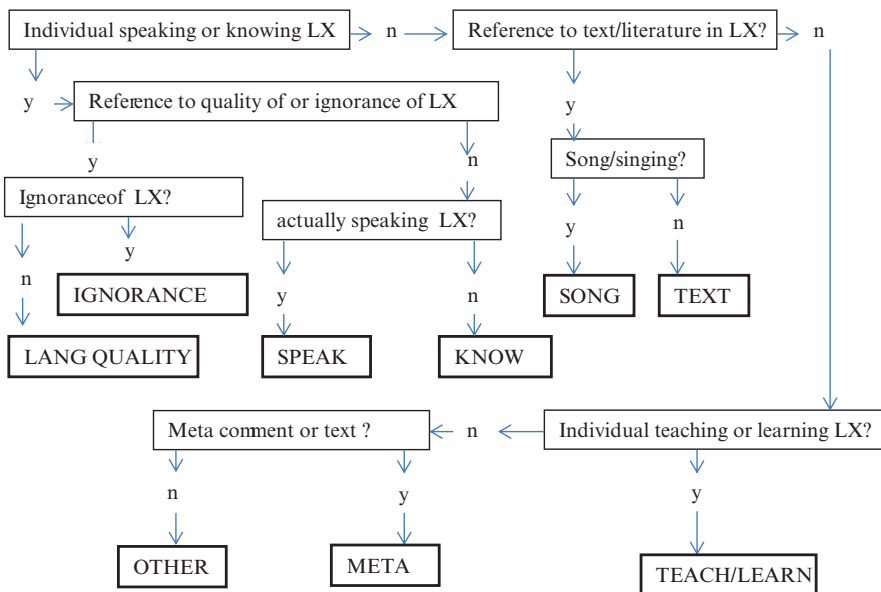 Individual speaking or knowing LX
n
Reference to text/literature in LX?
n
y
Reference to quality of or ignorance of LX
y
y
n
Song/singing?
Ignoranceof LX?
actually speaking LX?
y
n
y
n
y
n
IGNORANCE
SONG
TEXT
LANG QUALITY
SPEAK
KNOW
Meta comment or text ?
n
Individual teaching or learning LX?
n
y
y
OTHER
META
TEACH/LEARN